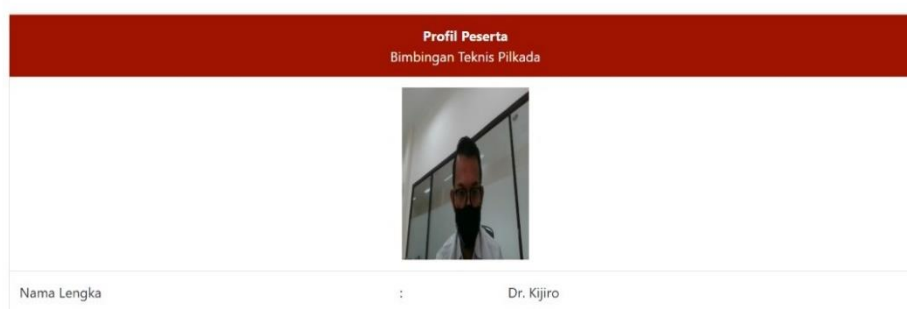 Profil Peserta
Bimbingan Teknis Pilkada
Nama Lengka : Dr. Kijiro